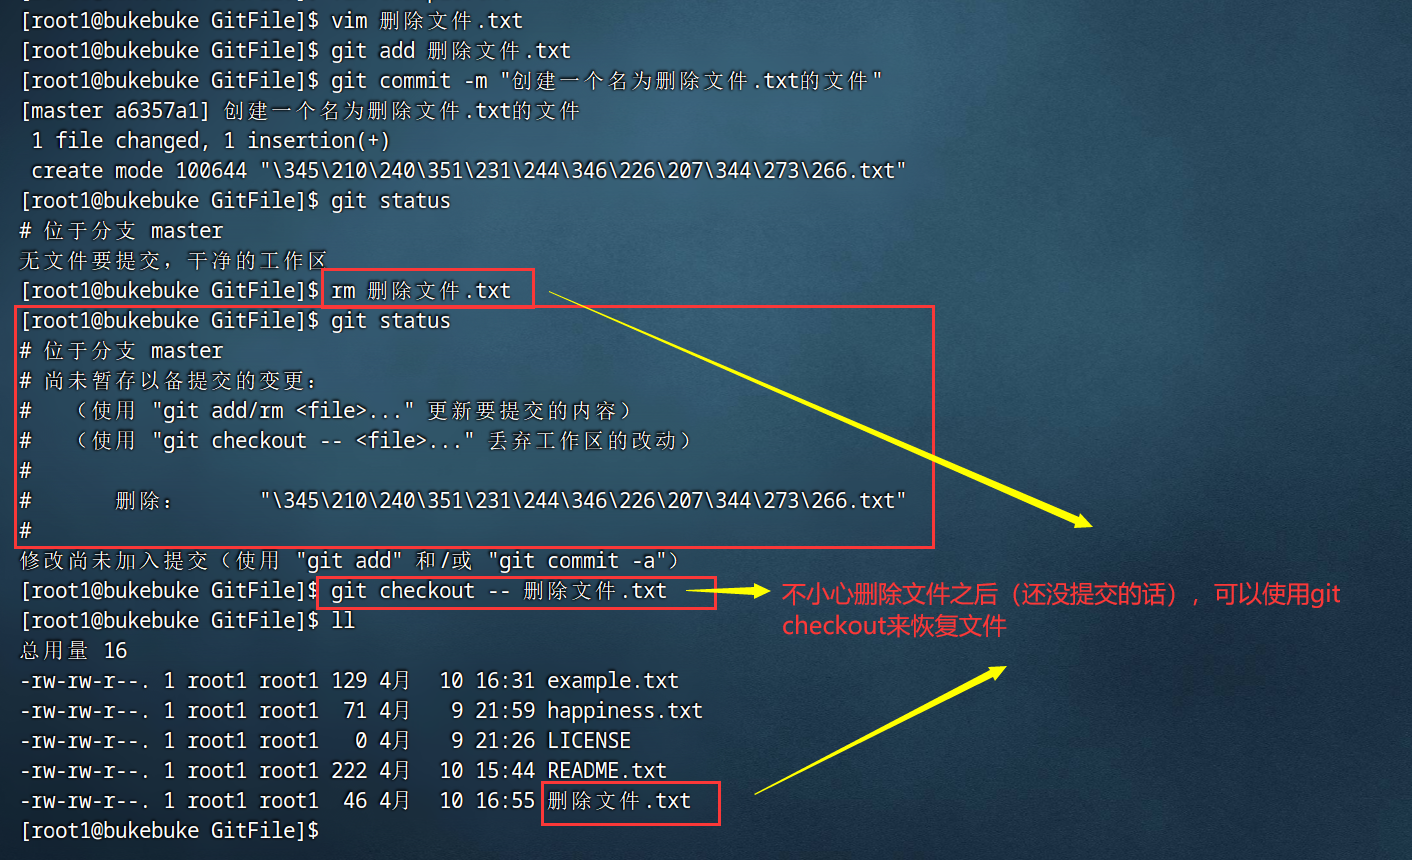 [root1@bukebuke GitFile]$ vim 删除文件.txt
[root1@bukebuke GitFile]$ git add 删除文件.txt
[root1@bukebuke GitFile]$ git commit -m "创建一个名为删除文件.txt的文件"
[master a6357a1] 创建一个名为删除文件.txt的文件
 1 file changed, 1 insertion(+)
 create mode 100644 "\345\210\240\351\231\244\346\226\207\344\273\266.txt"
[root1@bukebuke GitFile]$ git status
# 位于分支 master
无文件要提交，干净的工作区
[root1@bukebuke GitFile]$ rm 删除文件.txt
[root1@bukebuke GitFile]$ git status
# 位于分支 master
# 尚未暂存以备提交的变更：
#   （使用 "git add/rm <file>..." 更新要提交的内容）
#   （使用 "git checkout -- <file>..." 丢弃工作区的改动）
#
#       删除：      "\345\210\240\351\231\244\346\226\207\344\273\266.txt"
#
修改尚未加入提交（使用 "git add" 和/或 "git commit -a"）
[root1@bukebuke GitFile]$ git checkout -- 删除文件.txt
不小心删除文件之后（还没提交的话），可以使用git
checkout来恢复文件
[root1@bukebuke GitFile]$ ll
总用量 16
-rw-rw-r--. 1 root1 root1 129 4月  10 16:31 example.txt
-rw-rw-r--. 1 root1 root1  71 4月   9 21:59 happiness.txt
-rw-rw-r--. 1 root1 root1   0 4月   9 21:26 LICENSE
-rw-rw-r--. 1 root1 root1 222 4月  10 15:44 README.txt
-rw-rw-r--. 1 root1 root1  46 4月  10 16:55 删除文件.txt
[root1@bukebuke GitFile]$